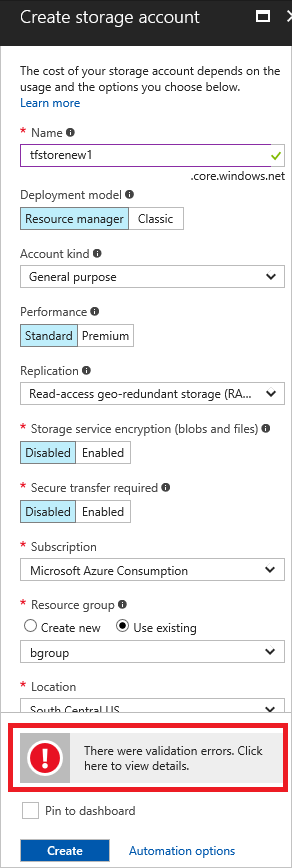 Create storage account
The cost of your storage account depends on the
usage and the options you choose below.
Learn more
* Name
tfstorenew1
.core.windows.net
Deployment model
Resource manager Classic
Account kind
General purpose
Performance
Standard Premium
Replication
Read-access geo-redundant storage (RA...
* Storage service encryption (blobs and files)
Disabled Enabled
* Secure transfer required
Disabled Enabled
* Subscription
Microsoft Azure Consumption
* Resource group
Create new Use existing
bgroup
* Location
South Central US
There were validation errors. Click
here to view details.
Pin to dashboard
Create Automation options